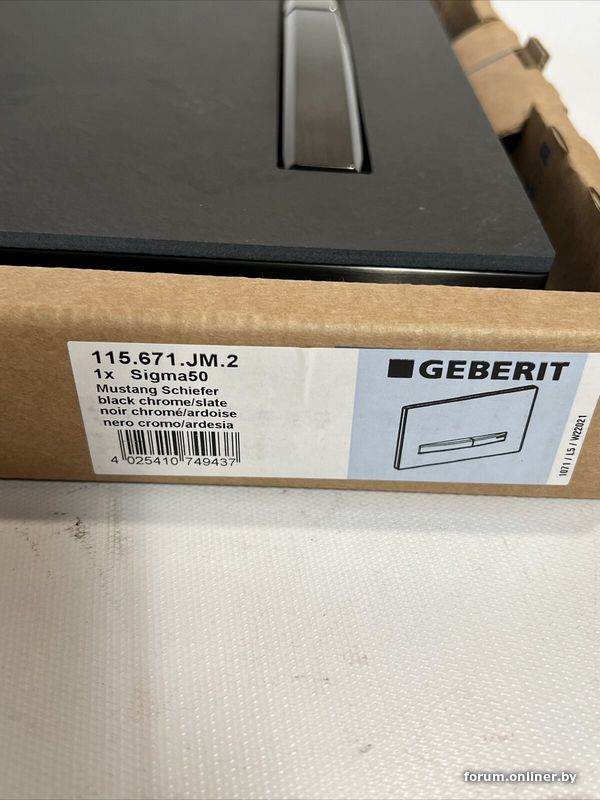 115.671.JM.2
1x Sigma50
Mustang Schiefer
black chrome/slate
noir chromé/ardoise
nero cromo/ardesia
4 025410 749437
GEBERIT
1071 / L5 / W22021
forum.onliner.by